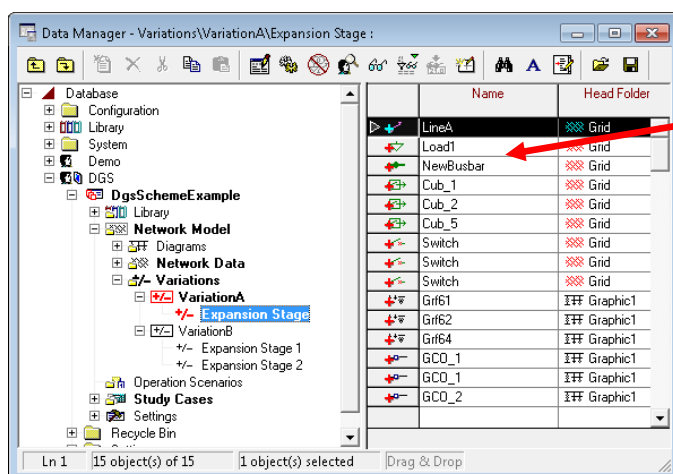 Data Manager - Variations\VariationA\Expansion Stage :
Database
Configuration
Library
System
Demo
DGS
DgsSchemeExample
Library
Network Model
Diagrams
Network Data
Variations
VariationA
Expansion Stage
VariationB
Expansion Stage 1
Expansion Stage 2
Operation Scenarios
Study Cases
Settings
Recycle Bin
Name Head Folder
LineA Grid
Load1 Grid
NewBusbar Grid
Cub_1 Grid
Cub_2 Grid
Cub_5 Grid
Switch Grid
Switch Grid
Switch Grid
Grf61 Graphic1
Grf62 Graphic1
Grf64 Graphic1
GCO_1 Graphic1
GCO_1 Graphic1
GCO_2 Graphic1
Ln 1 15 object(s) of 15 1 object(s) selected Drag & Drop